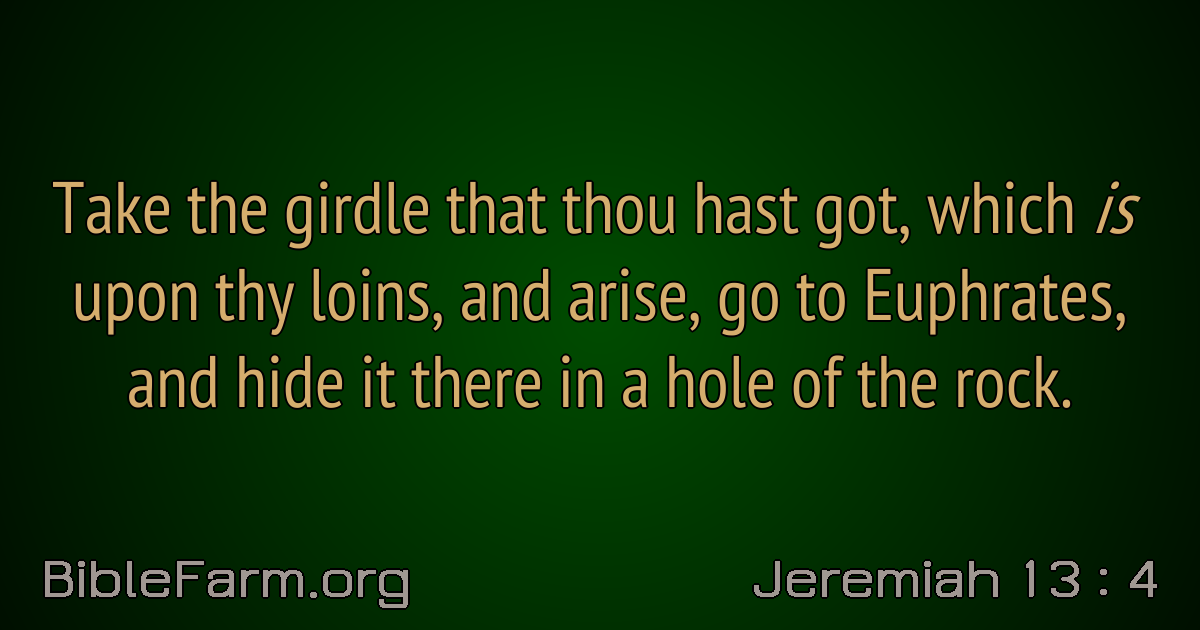 Take the girdle that thou hast got, which is
upon thy loins, and arise, go to Euphrates,
and hide it there in a hole of the rock.
BibleFarm.org
Jeremiah 13 : 4